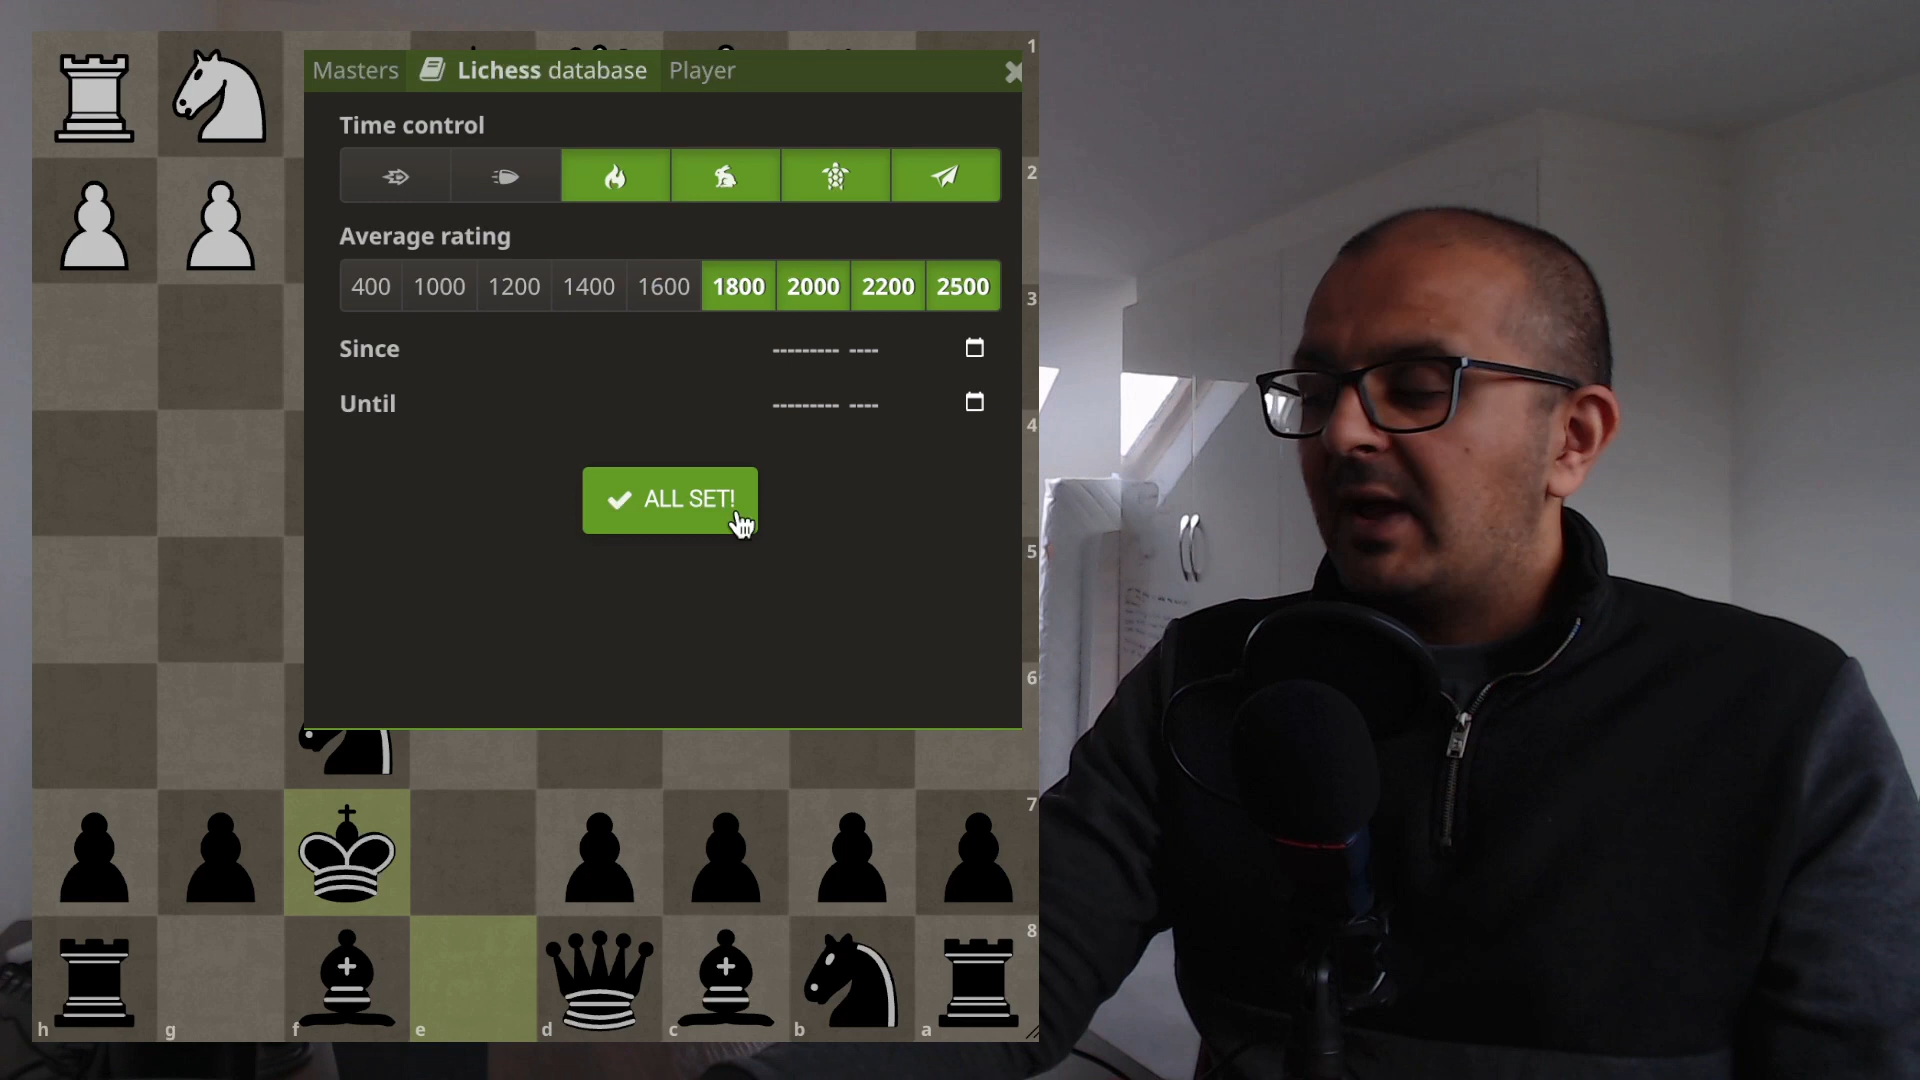 Masters Lichess database Player
Time control
Average rating
400 1000 1200 1400 1600 1800 2000 2200 2500
Since --------- ----
Until --------- ----
ALL SET!
1
2
3
4
5
6
7
8
h g f e d c b a